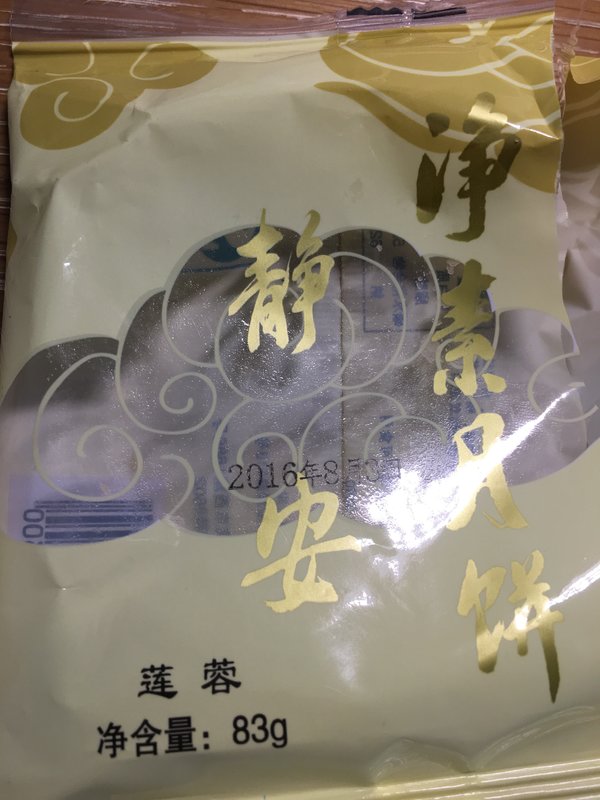 净素月饼
静安
2016年8月3日
莲蓉
净含量：83g